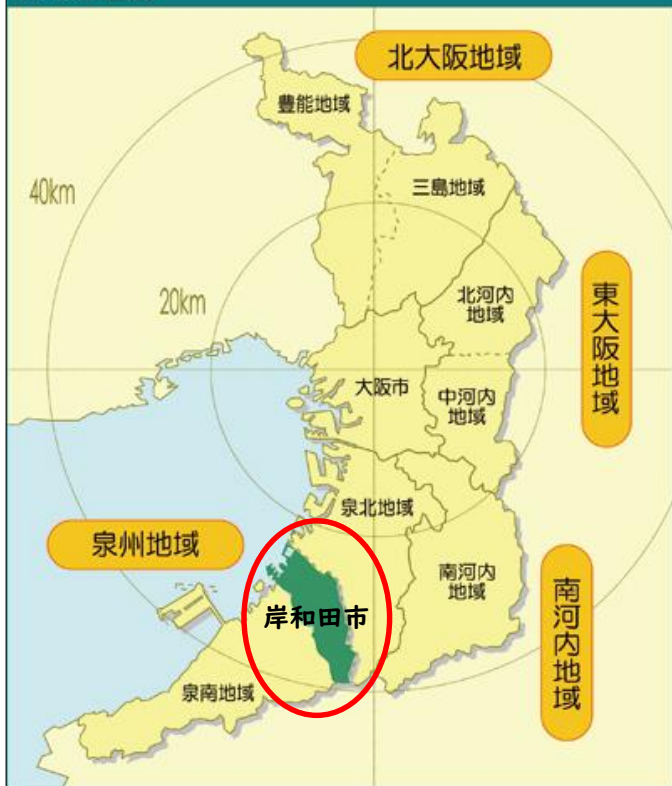 北大阪地域
豊能地域
40km
三島地域
20km
北河内
地域
東大阪地域
大阪市
中河内
地域
泉北地域
泉州地域
南河内
地域
南河内地域
岸和田市
泉南地域